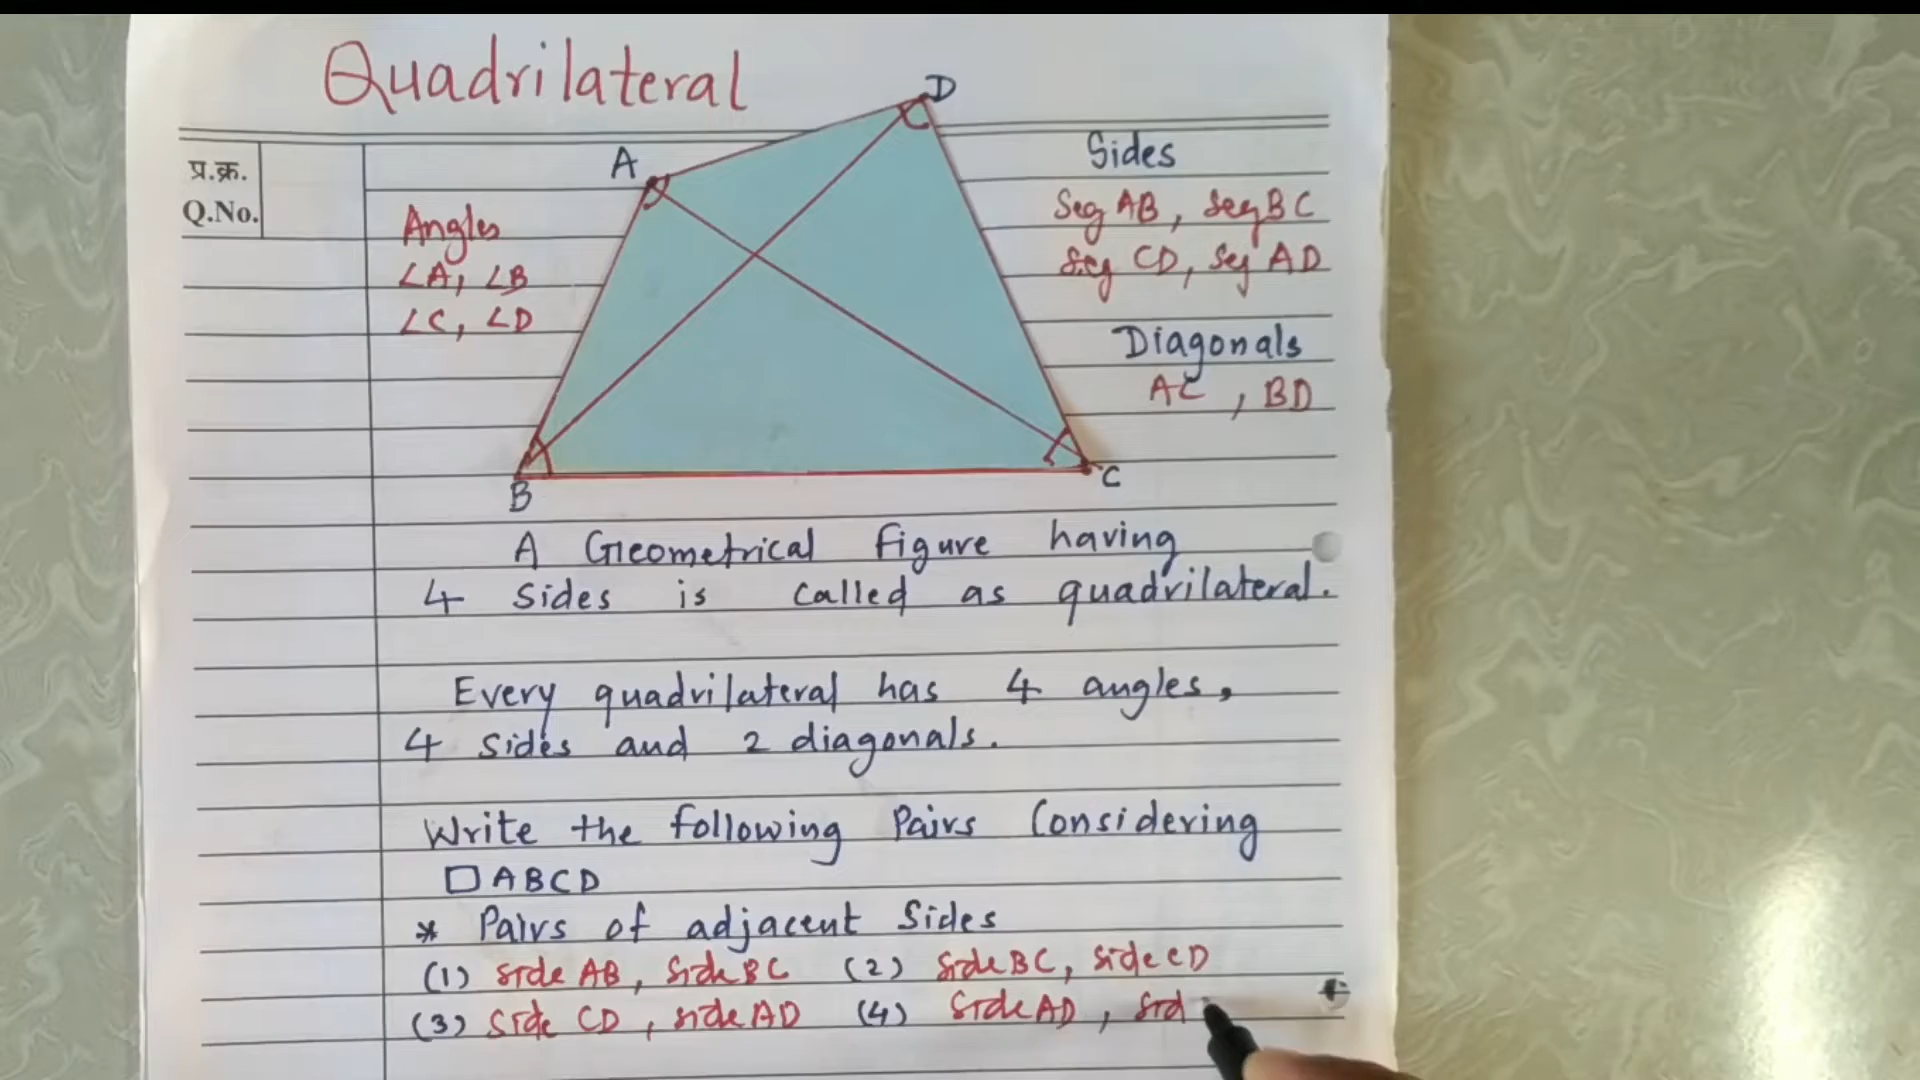 Quadrilateral
D
A
Sides
प्र.क्र.
Q.No.
Angles
Seg AB, seg BC
∠A, ∠B
Seg CD, Seg AD
∠C, ∠D
Diagonals
AC, BD
B
C
A Geometrical figure having
4 sides is called as quadrilateral.
Every quadrilateral has 4 angles,
4 sides and 2 diagonals.
Write the following Pairs Considering
□ABCD
* Pairs of adjacent Sides
(1) side AB, side BC (2) side BC, side CD
(3) side CD, side AD (4) side AD, sid